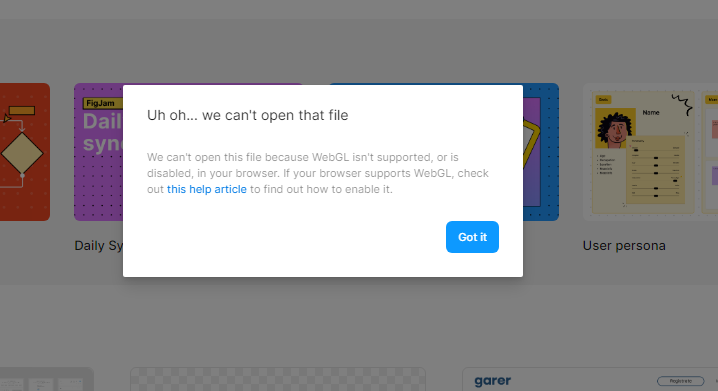 FigJam
Daily
sync
Name
Uh oh... we can't open that file
We can't open this file because WebGL isn't supported, or is
disabled, in your browser. If your browser supports WebGL, check
out this help article to find out how to enable it.
Got it
Daily Sy
User persona
garer